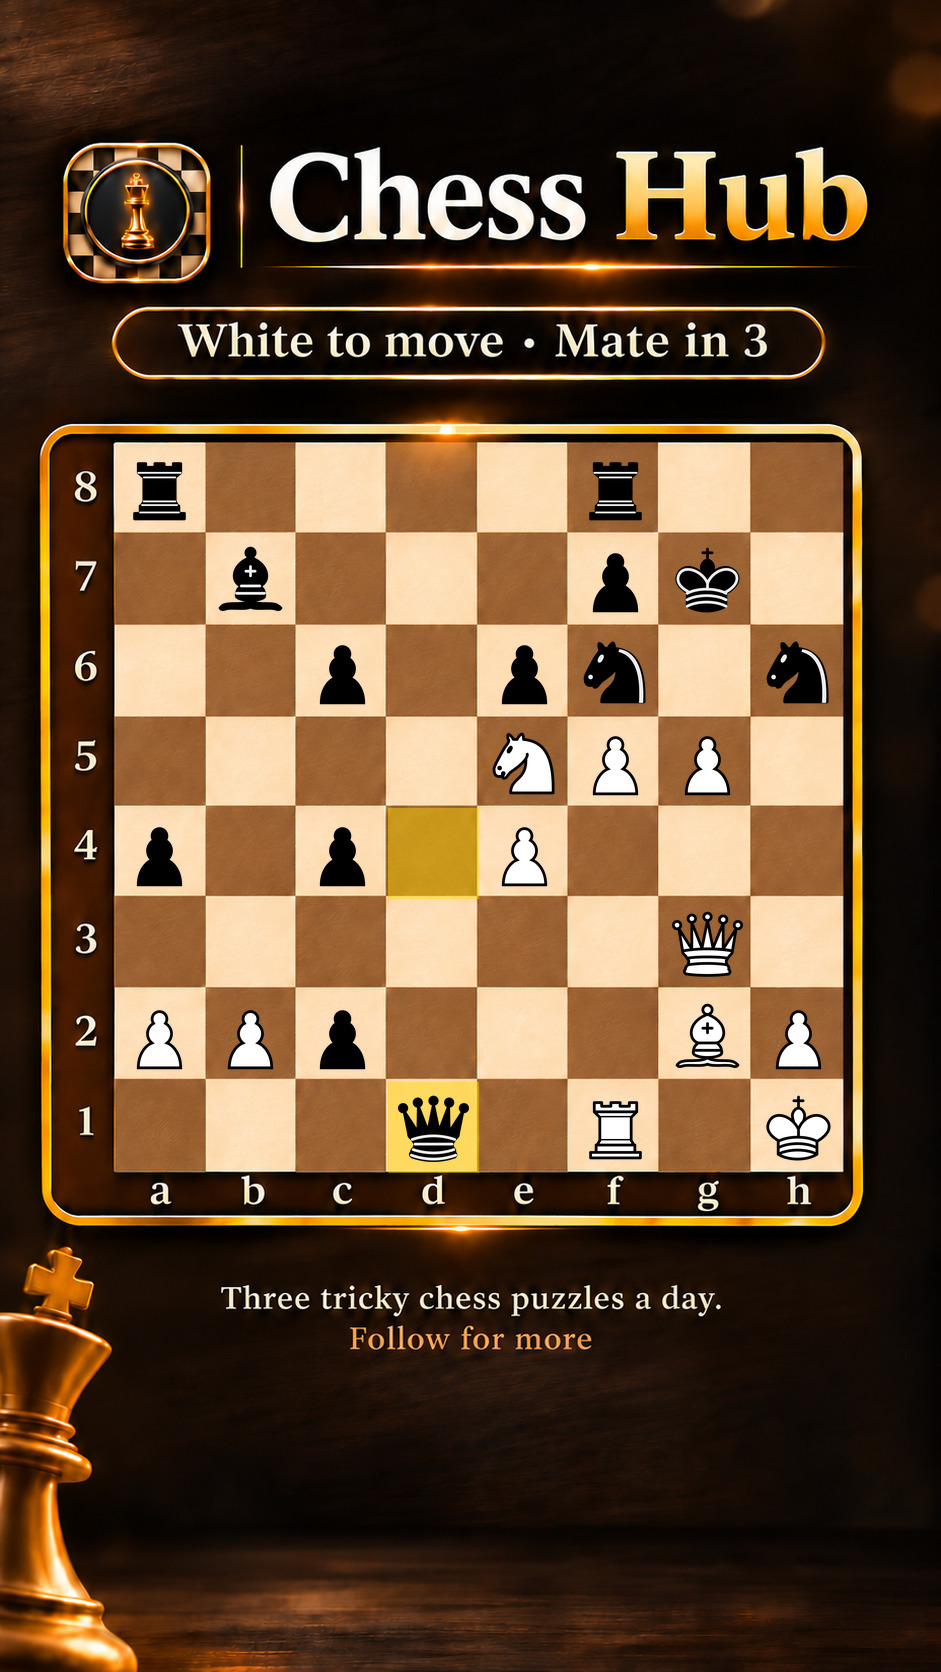 Chess Hub
White to move • Mate in 3
8
7
6
5
4
3
2
1
a b c d e f g h
Three tricky chess puzzles a day.
Follow for more